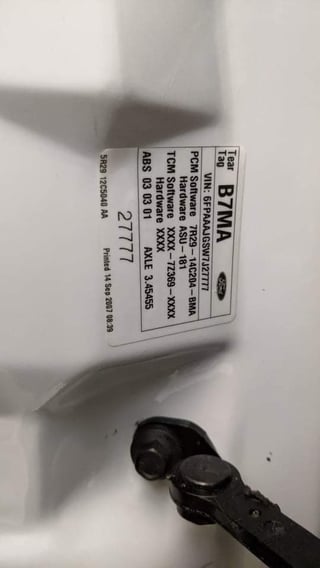 Tear
Tag B7MA Ford
VIN: 6FPAAAJGSW7J27777
PCM Software 7R29-14C204-BMA
Hardware ASU-181
TCM Software XXXX-7Z369-XXXX
Hardware XXXX
ABS 03 03 01 AXLE 3.45455
27777
5R29 12C5040 AA Printed 14 Sep 2007 08:39